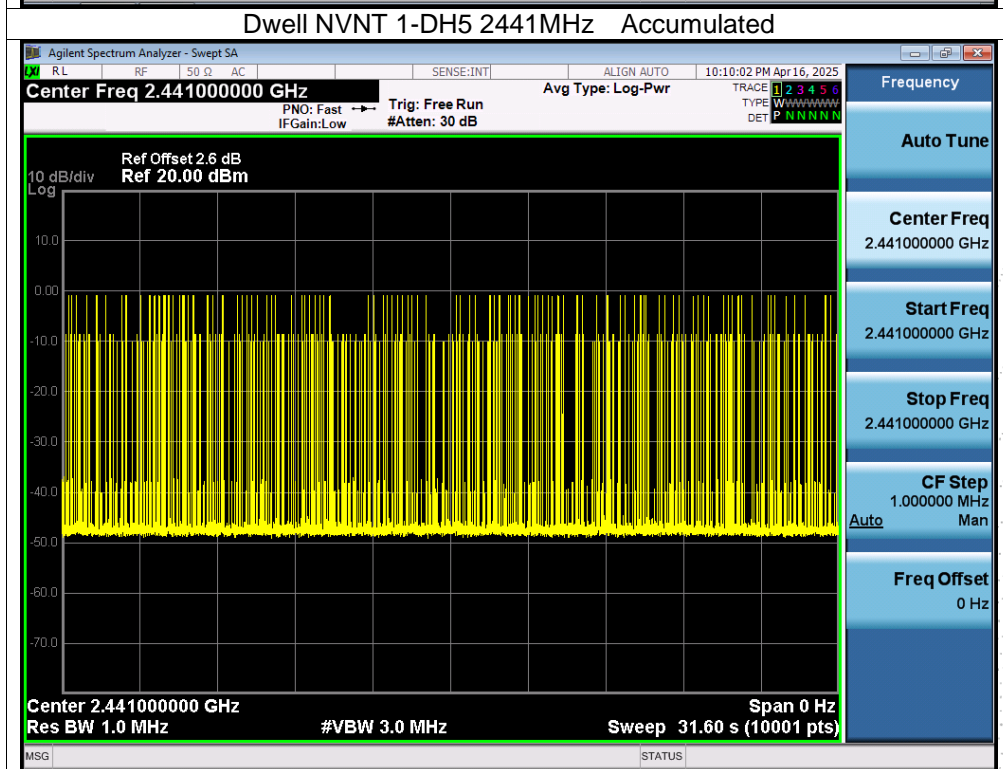 Dwell NVNT 1-DH5 2441MHz Accumulated
Agilent Spectrum Analyzer - Swept SA
LXI RL RF 50 Ω AC SENSE:INT ALIGN AUTO 10:10:02 PM Apr 16, 2025
Center Freq 2.441000000 GHz
PNO: Fast
IFGain:Low
Trig: Free Run
#Atten: 30 dB
Avg Type: Log-Pwr
TRACE 1 2 3 4 5 6
TYPE WWWWWWW
DET P N N N N N
Ref Offset 2.6 dB
10 dB/div Ref 20.00 dBm
Log
10.0
0.00
-10.0
-20.0
-30.0
-40.0
-50.0
-60.0
-70.0
Center 2.441000000 GHz Span 0 Hz
Res BW 1.0 MHz #VBW 3.0 MHz Sweep 31.60 s (10001 pts)
MSG STATUS
Frequency
Auto Tune
Center Freq
2.441000000 GHz
Start Freq
2.441000000 GHz
Stop Freq
2.441000000 GHz
CF Step
1.000000 MHz
Auto Man
Freq Offset
0 Hz